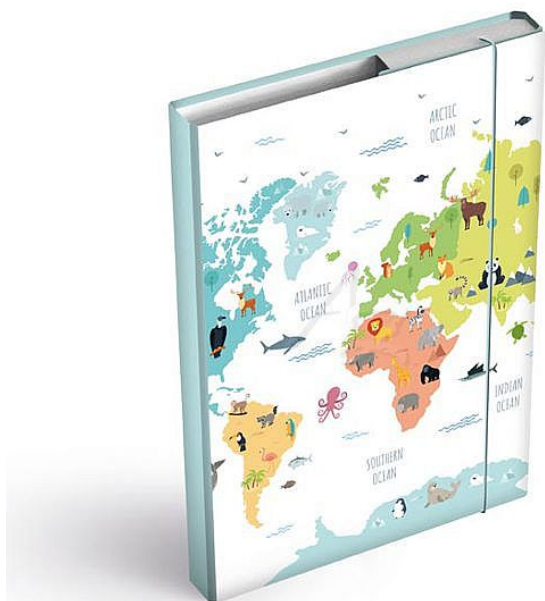 ARCTIC
OCEAN
ATLANTIC
OCEAN
INDIAN
OCEAN
SOUTHERN
OCEAN